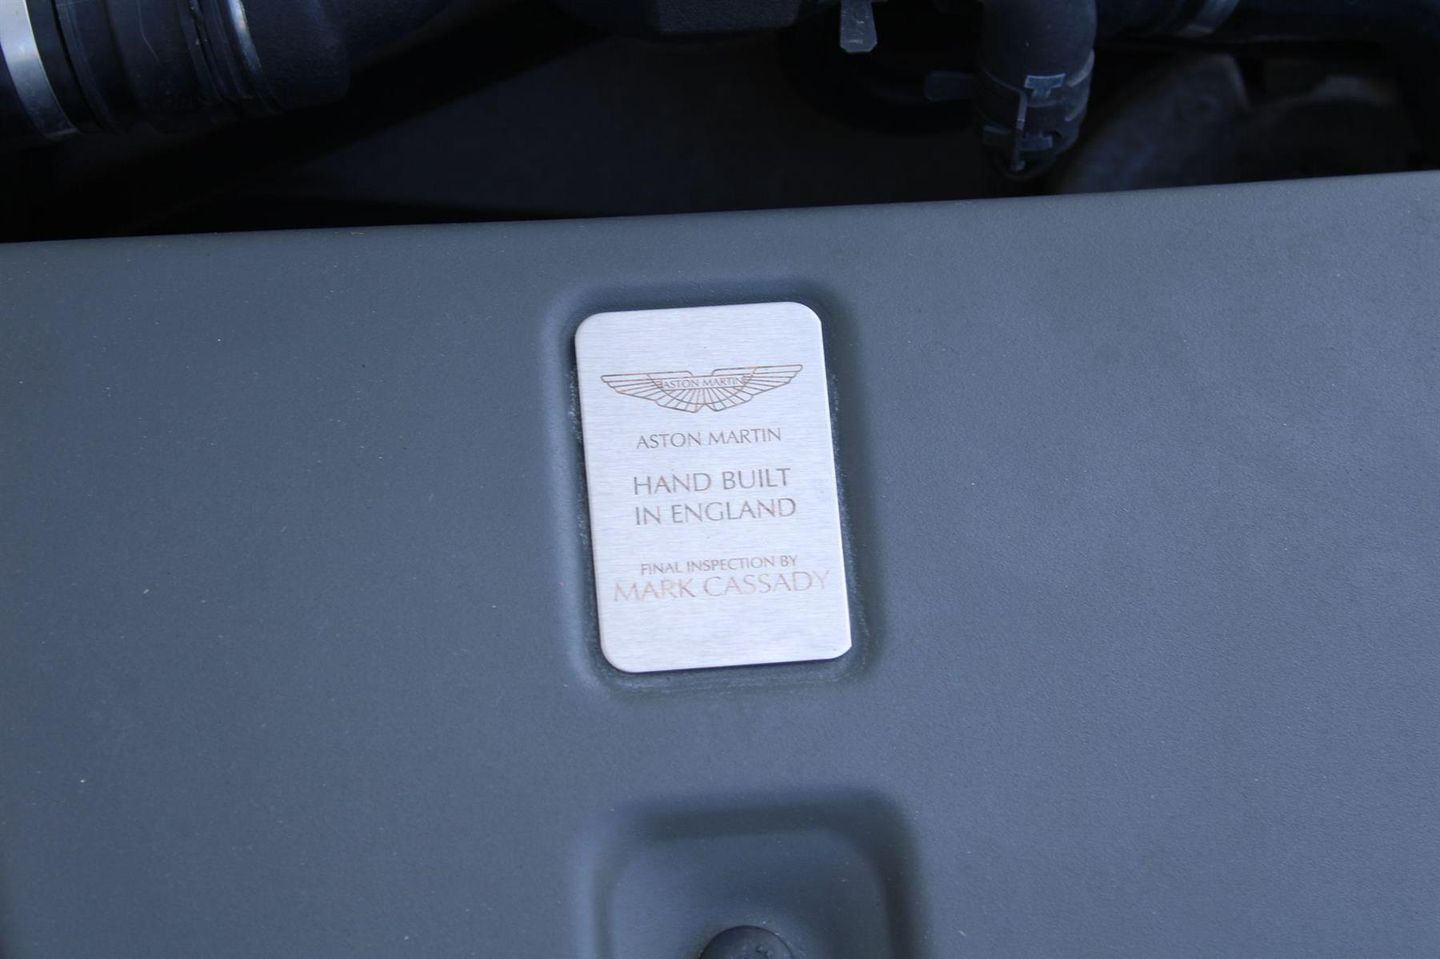 ASTON MARTIN
ASTON MARTIN
HAND BUILT
IN ENGLAND
FINAL INSPECTION BY
MARK CASSADY